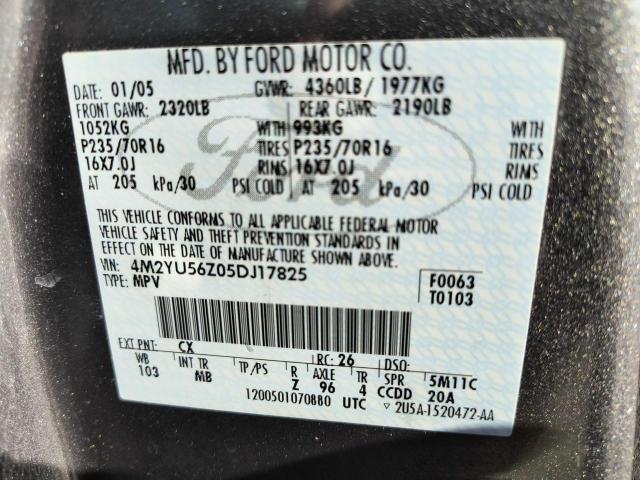 MFD. BY FORD MOTOR CO.
DATE: 01/05 GVWR: 4360LB / 1977KG
FRONT GAWR: 2320LB REAR GAWR: 2190LB
1052KG WITH 993KG WITH
P235/70R16 TIRES P235/70R16 TIRES
16X7.0J RIMS 16X7.0J RIMS
AT 205 kPa/30 PSI COLD AT 205 kPa/30 PSI COLD
Ford
THIS VEHICLE CONFORMS TO ALL APPLICABLE FEDERAL MOTOR
VEHICLE SAFETY AND THEFT PREVENTION STANDARDS IN
EFFECT ON THE DATE OF MANUFACTURE SHOWN ABOVE.
VIN: 4M2YU56Z05DJ17825 F0063
TYPE: MPV T0103
EXT PNT: CX RC: 26 DSO:
WB INT TR TP/PS R AXLE TR SPR 5M11C
103 MB Z 96 4 CCDD 20A
1200501070880 UTC ▽ 2U5A-1520472-AA